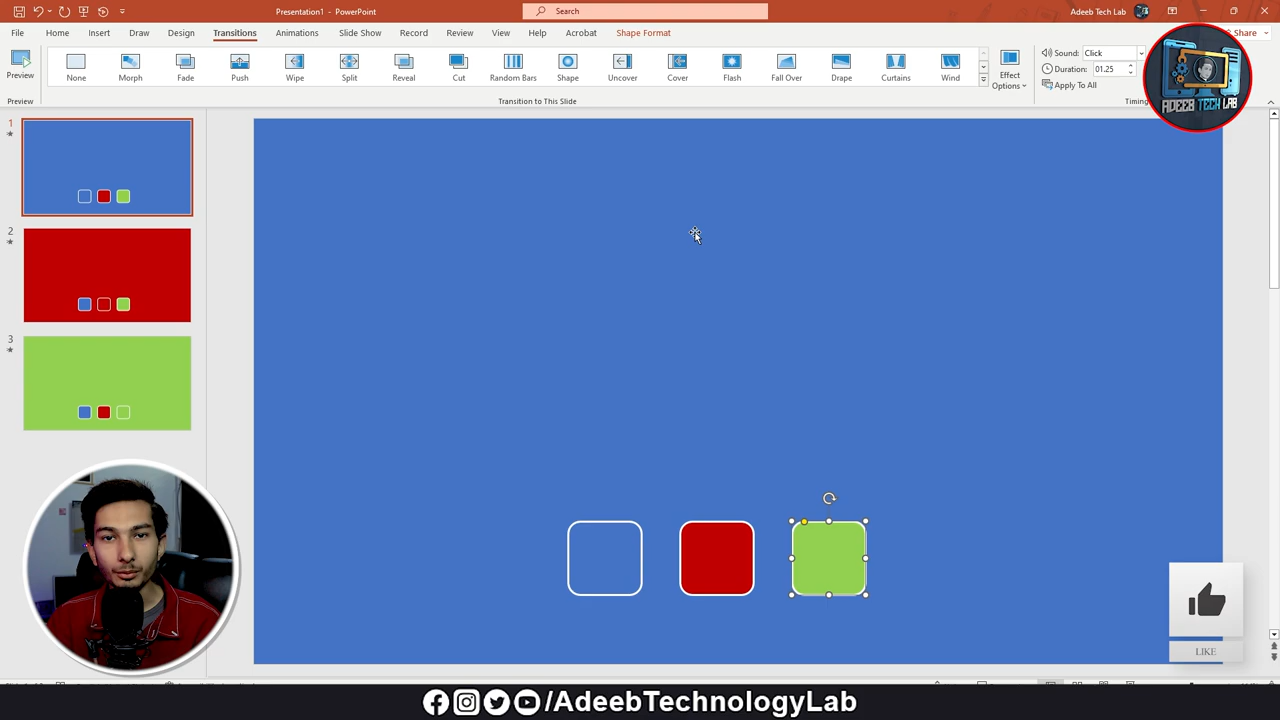 Presentation1 - PowerPoint
Search
Adeeb Tech Lab
File Home Insert Draw Design Transitions Animations Slide Show Record Review View Help Acrobat Shape Format
Share
Preview
None Morph Fade Push Wipe Split Reveal Cut Random Bars Shape Uncover Cover Flash Fall Over Drape Curtains Wind
Effect Options
Sound: Click
Duration: 01.25
Apply To All
Preview
Transition to This Slide
Timing
ADEEB TECH LAB
1
2
3
LIKE
/AdeebTechnologyLab